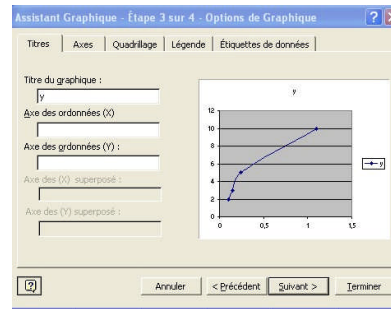 Assistant Graphique - Étape 3 sur 4 - Options de Graphique
Titres
Axes
Quadrillage
Légende
Étiquettes de données
Titre du graphique :
y
Axe des ordonnées (X)
Axe des ordonnées (Y) :
Axe des (X) superposé :
Axe des (Y) superposé :
y
12
10
8
6
4
2
0
0
0,5
1
1,5
y
?
Annuler
< Précédent
Suivant >
Terminer